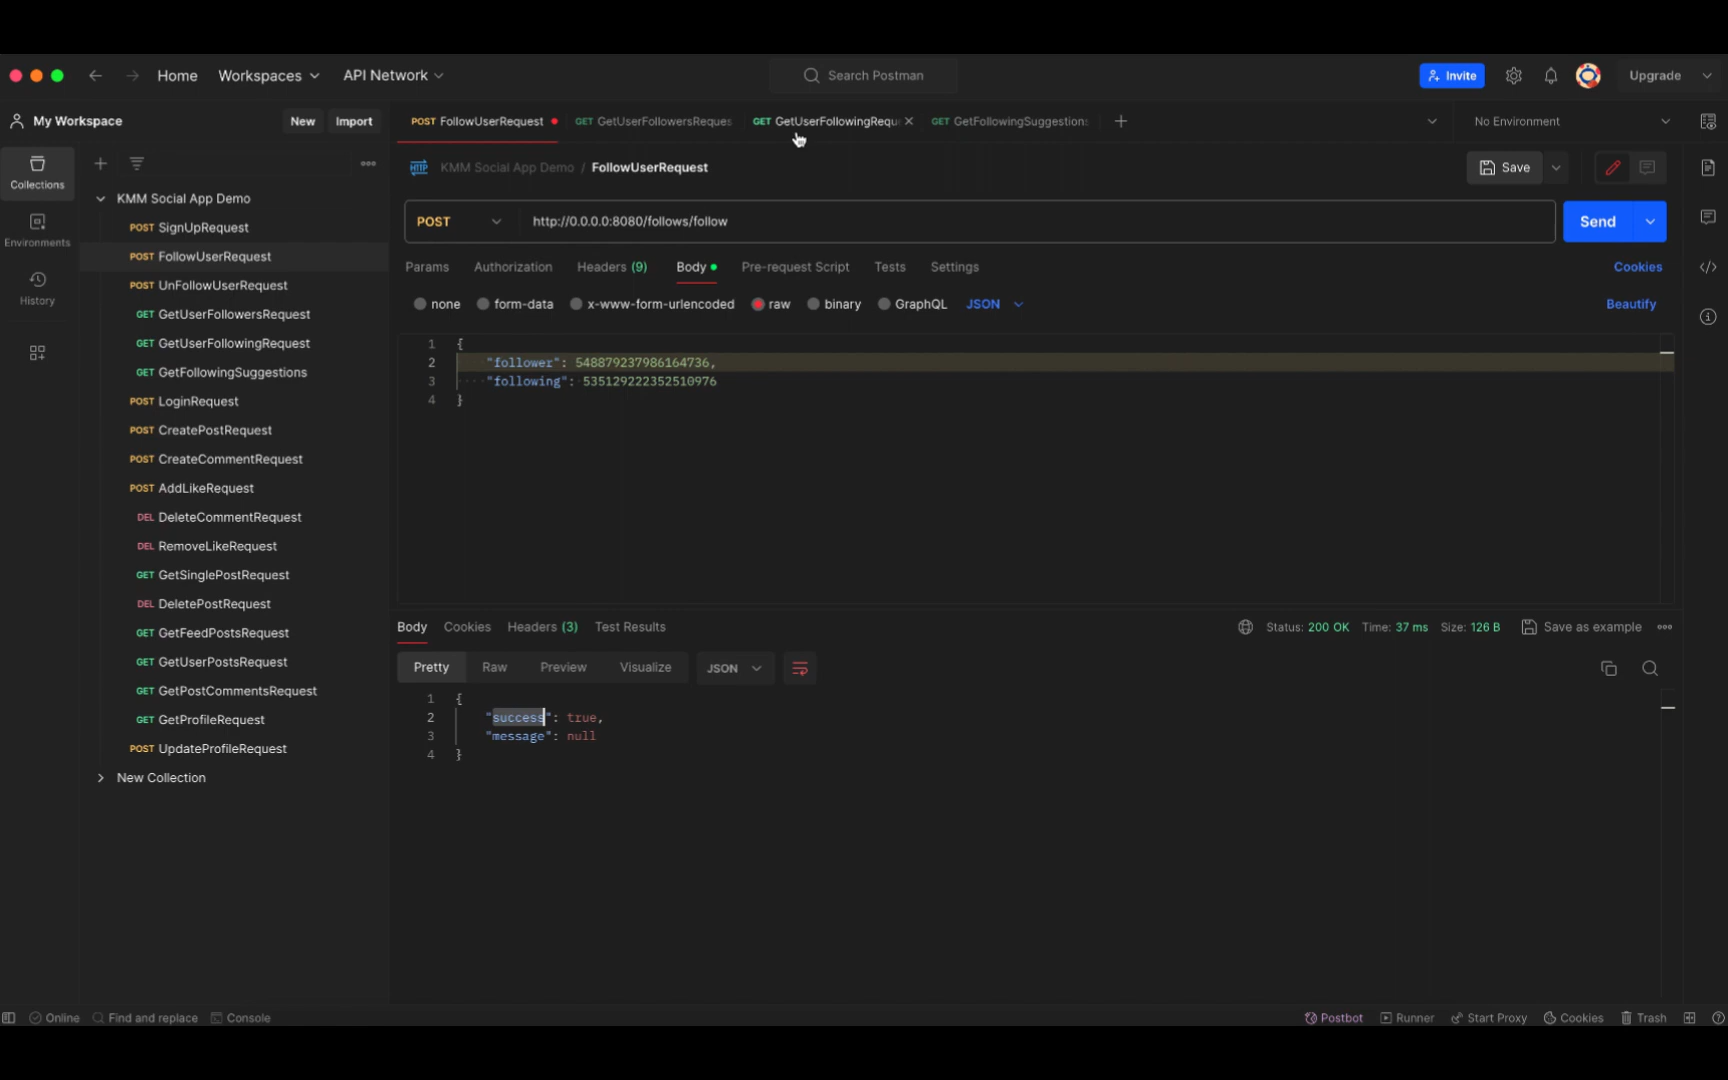 Home Workspaces API Network Search Postman Invite Upgrade
My Workspace New Import POST FollowUserRequest GET GetUserFollowersReques GET GetUserFollowingRequ GET GetFollowingSuggestion No Environment
HTTP KMM Social App Demo / FollowUserRequest Save
Collections
Environments
History
KMM Social App Demo
POST SignUpRequest
POST FollowUserRequest
POST UnFollowUserRequest
GET GetUserFollowersRequest
GET GetUserFollowingRequest
GET GetFollowingSuggestions
POST LoginRequest
POST CreatePostRequest
POST CreateCommentRequest
POST AddLikeRequest
DEL DeleteCommentRequest
DEL RemoveLikeRequest
GET GetSinglePostRequest
DEL DeletePostRequest
GET GetFeedPostsRequest
GET GetUserPostsRequest
GET GetPostCommentsRequest
GET GetProfileRequest
POST UpdateProfileRequest
New Collection
POST http://0.0.0.0:8080/follows/follow Send
Params Authorization Headers (9) Body Pre-request Script Tests Settings Cookies
none form-data x-www-form-urlencoded raw binary GraphQL JSON Beautify
1 {
2 "follower": 548879237986164736,
3 "following": 535129222352510976
4 }
Body Cookies Headers (3) Test Results Status: 200 OK Time: 37 ms Size: 126 B Save as example
Pretty Raw Preview Visualize JSON
1 {
2 "success": true,
3 "message": null
4 }
Online Find and replace Console Postbot Runner Start Proxy Cookies Trash